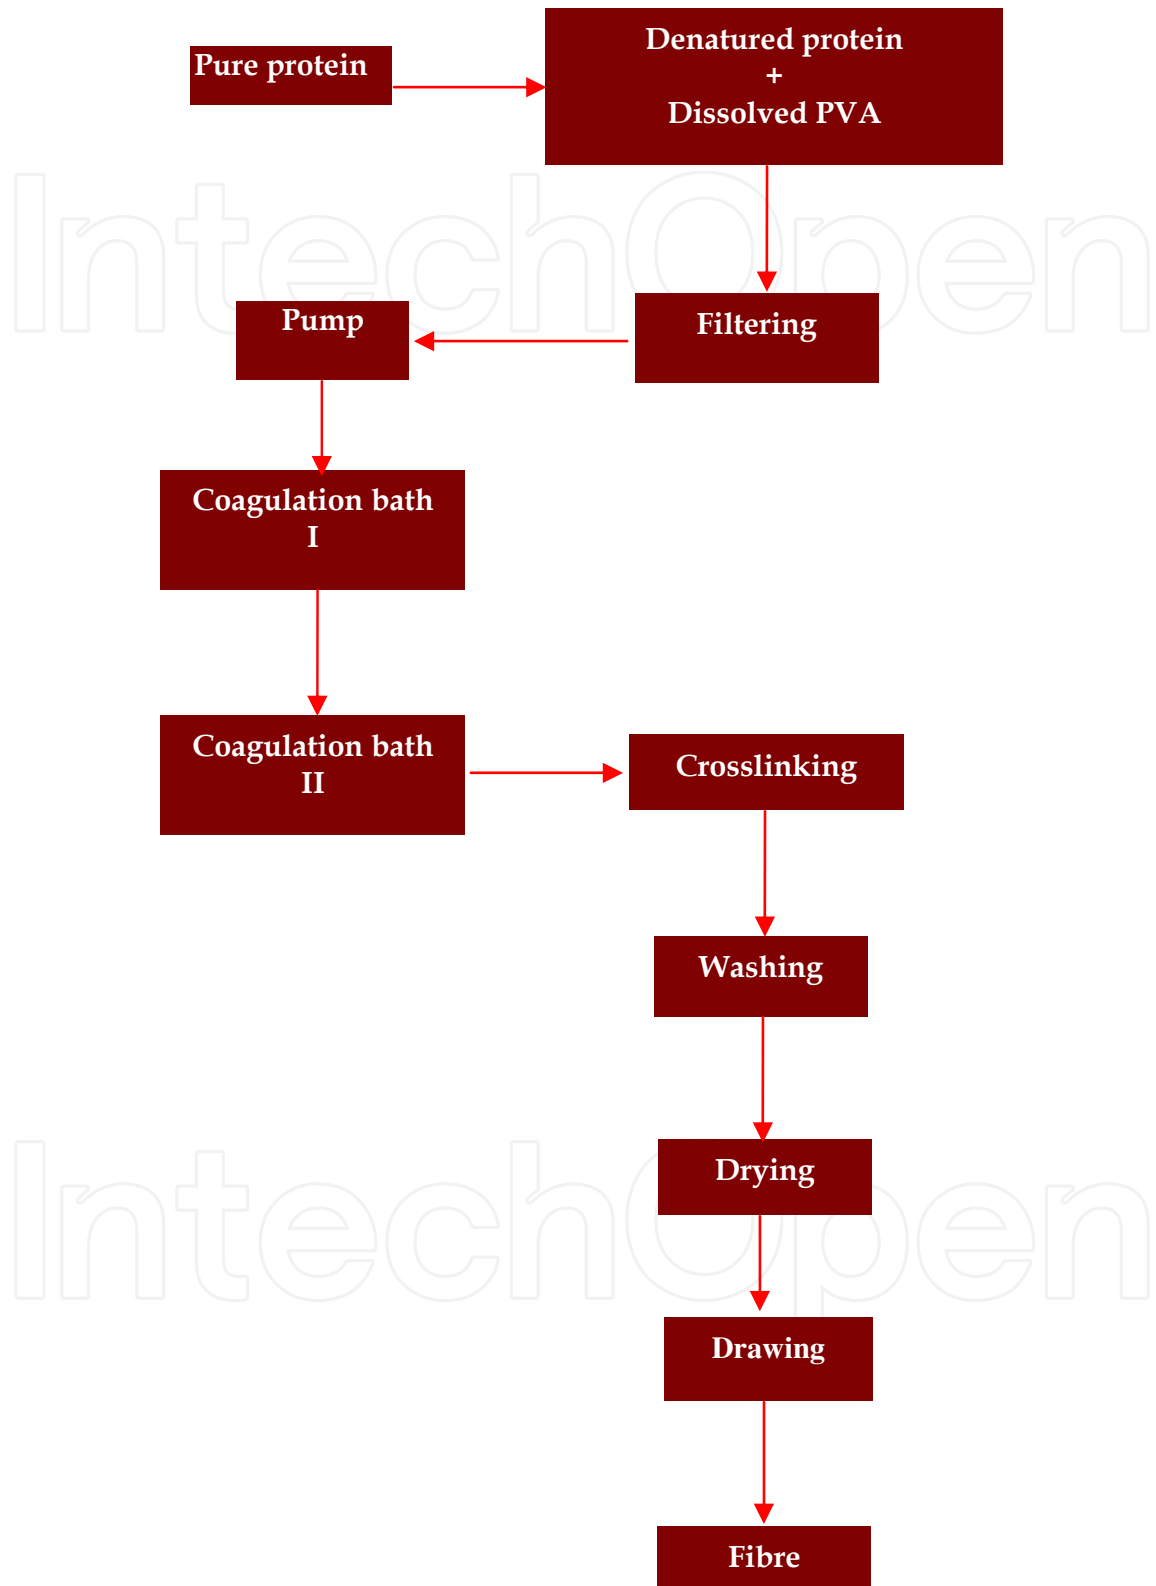 Pure protein
Denatured protein
+
Dissolved PVA
IntechOpen
Filtering
Pump
Coagulation bath
I
Coagulation bath
II
Crosslinking
Washing
Drying
IntechOpen
Drawing
Fibre